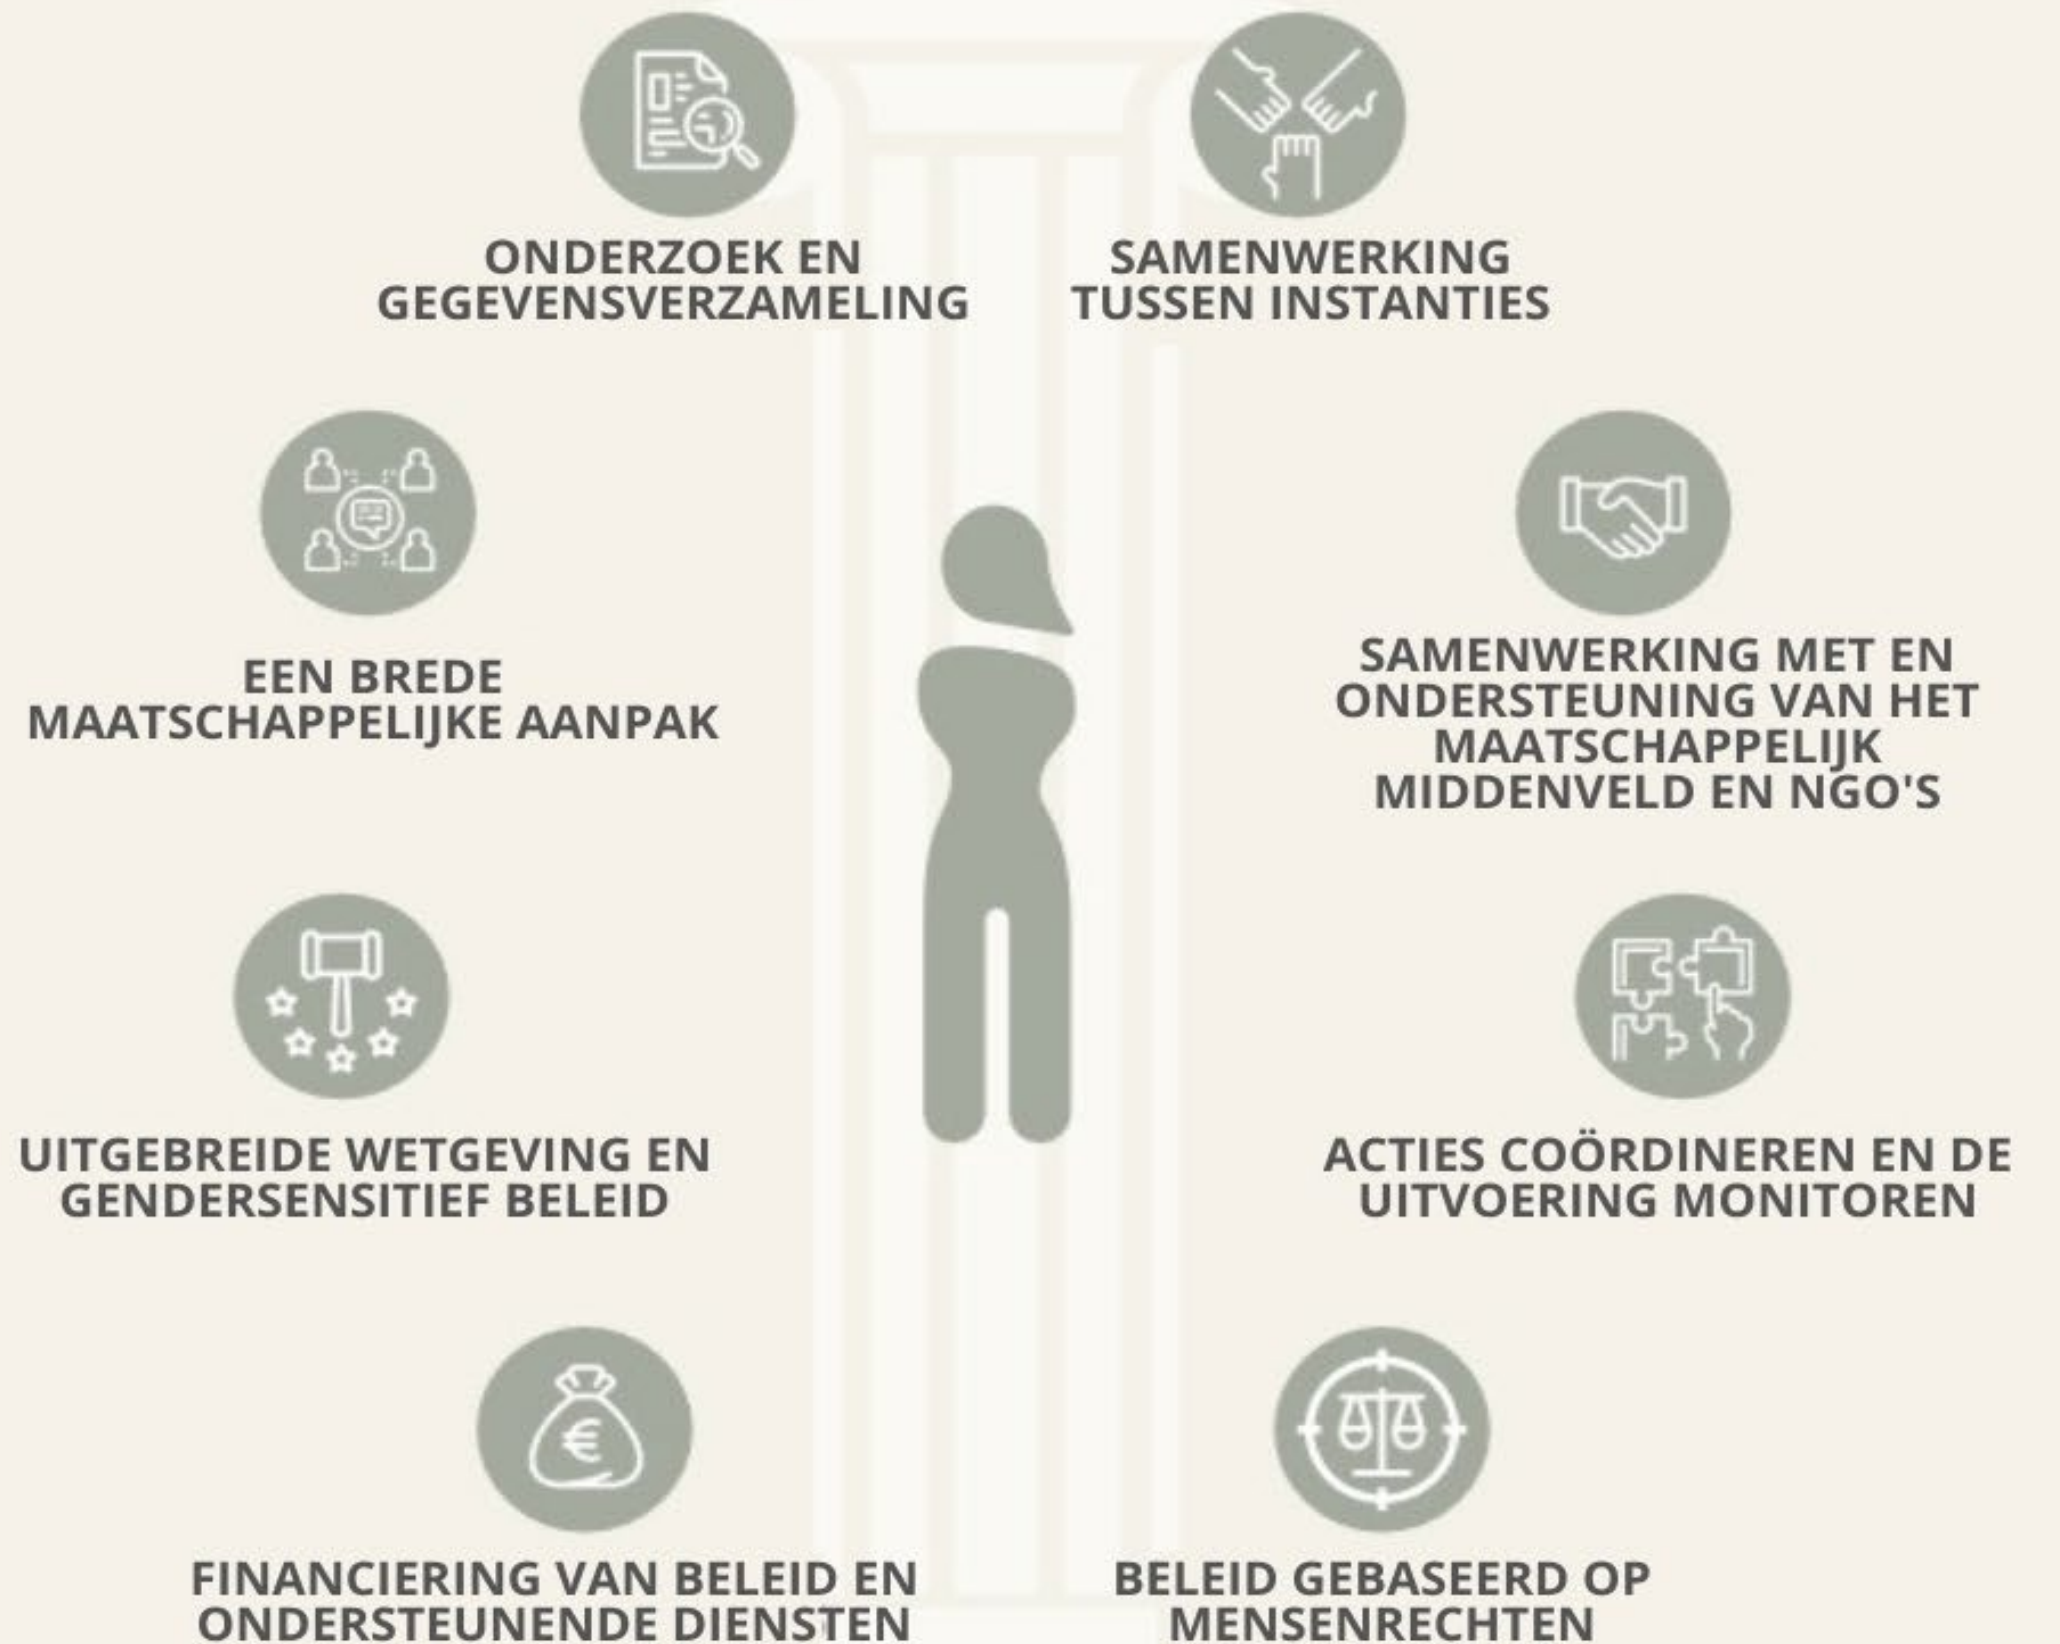 ONDERZOEK EN
GEGEVENSVERZAMELING
SAMENWERKING
TUSSEN INSTANTIES
EEN BREDE
MAATSCHAPPELIJKE AANPAK
SAMENWERKING MET EN
ONDERSTEUNING VAN HET
MAATSCHAPPELIJK
MIDDENVELD EN NGO'S
UITGEBREIDE WETGEVING EN
GENDERSENSITIEF BELEID
ACTIES COÖRDINEREN EN DE
UITVOERING MONITOREN
€
FINANCIERING VAN BELEID EN
ONDERSTEUNENDE DIENSTEN
BELEID GEBASEERD OP
MENSENRECHTEN